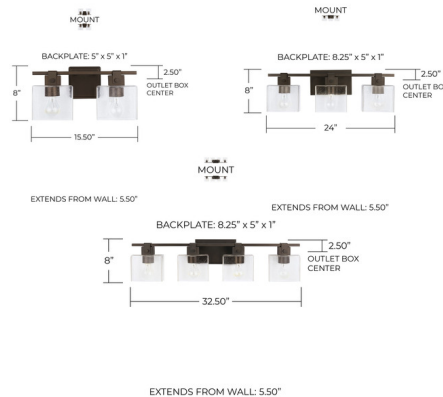 MOUNT
BACKPLATE: 5" x 5" x 1"
8"
2.50"
OUTLET BOX
CENTER
15.50"
EXTENDS FROM WALL: 5.50"
MOUNT
BACKPLATE: 8.25" x 5" x 1"
8"
2.50"
OUTLET BO
CENTER
24"
EXTENDS FROM WALL: 5.50"
MOUNT
BACKPLATE: 8.25" x 5" x 1"
8"
2.50"
OUTLET BOX
CENTER
32.50"
EXTENDS FROM WALL: 5.50"